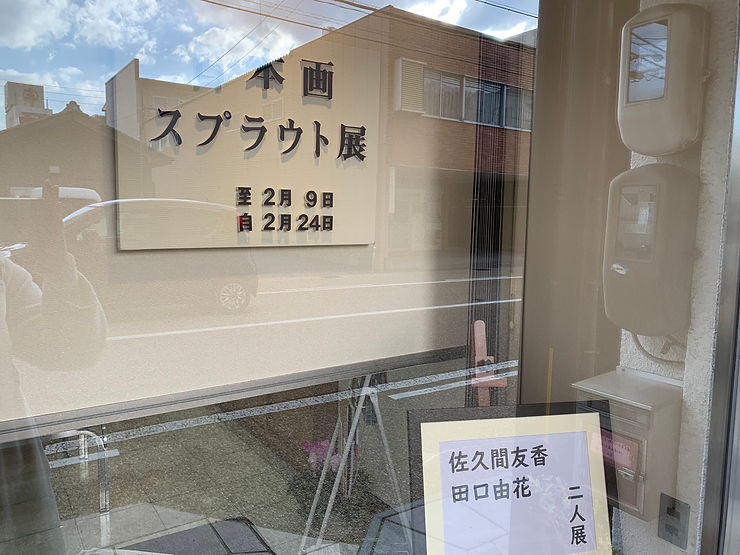 本画
スプラウト展
至2月 9日
自2月24日
佐久間友香
田口由花
二人展